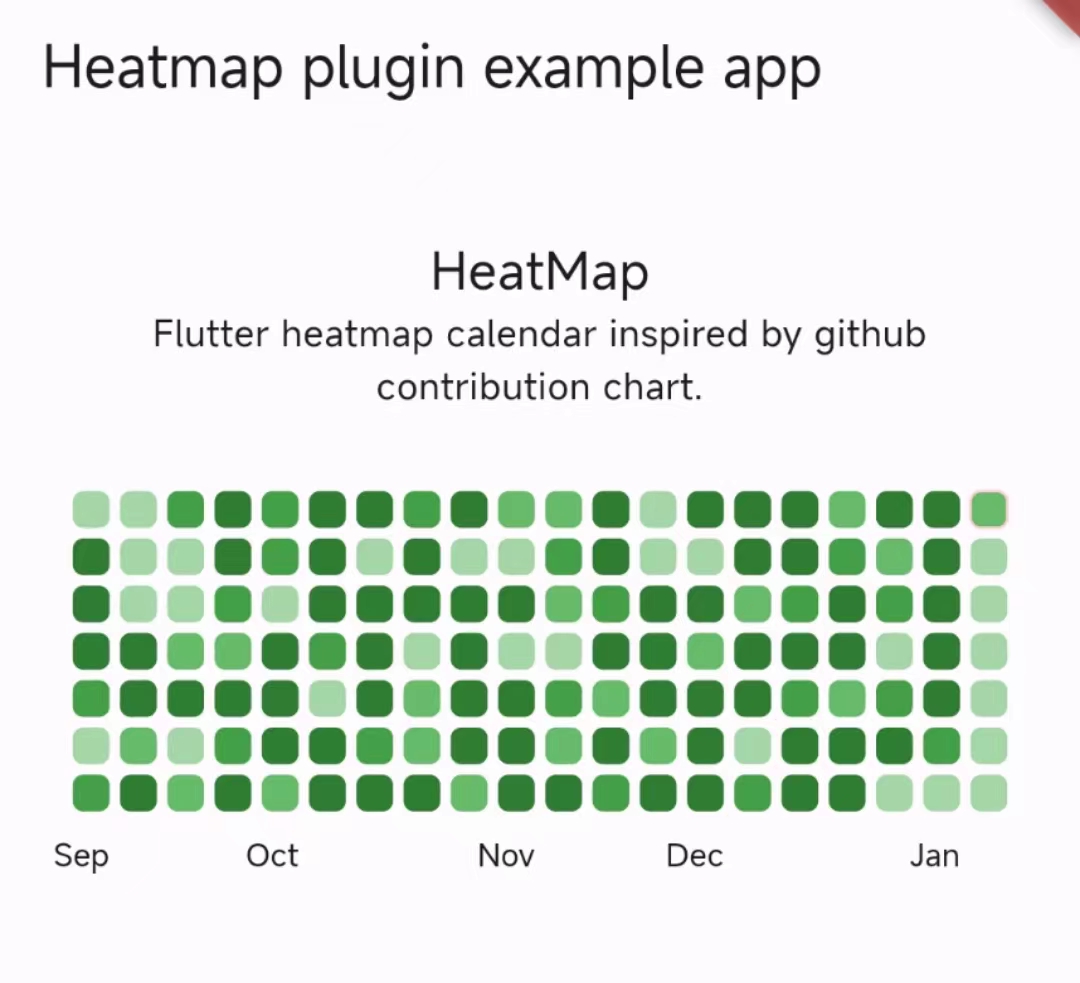 Heatmap plugin example app
HeatMap
Flutter heatmap calendar inspired by github
contribution chart.
Sep Oct Nov Dec Jan